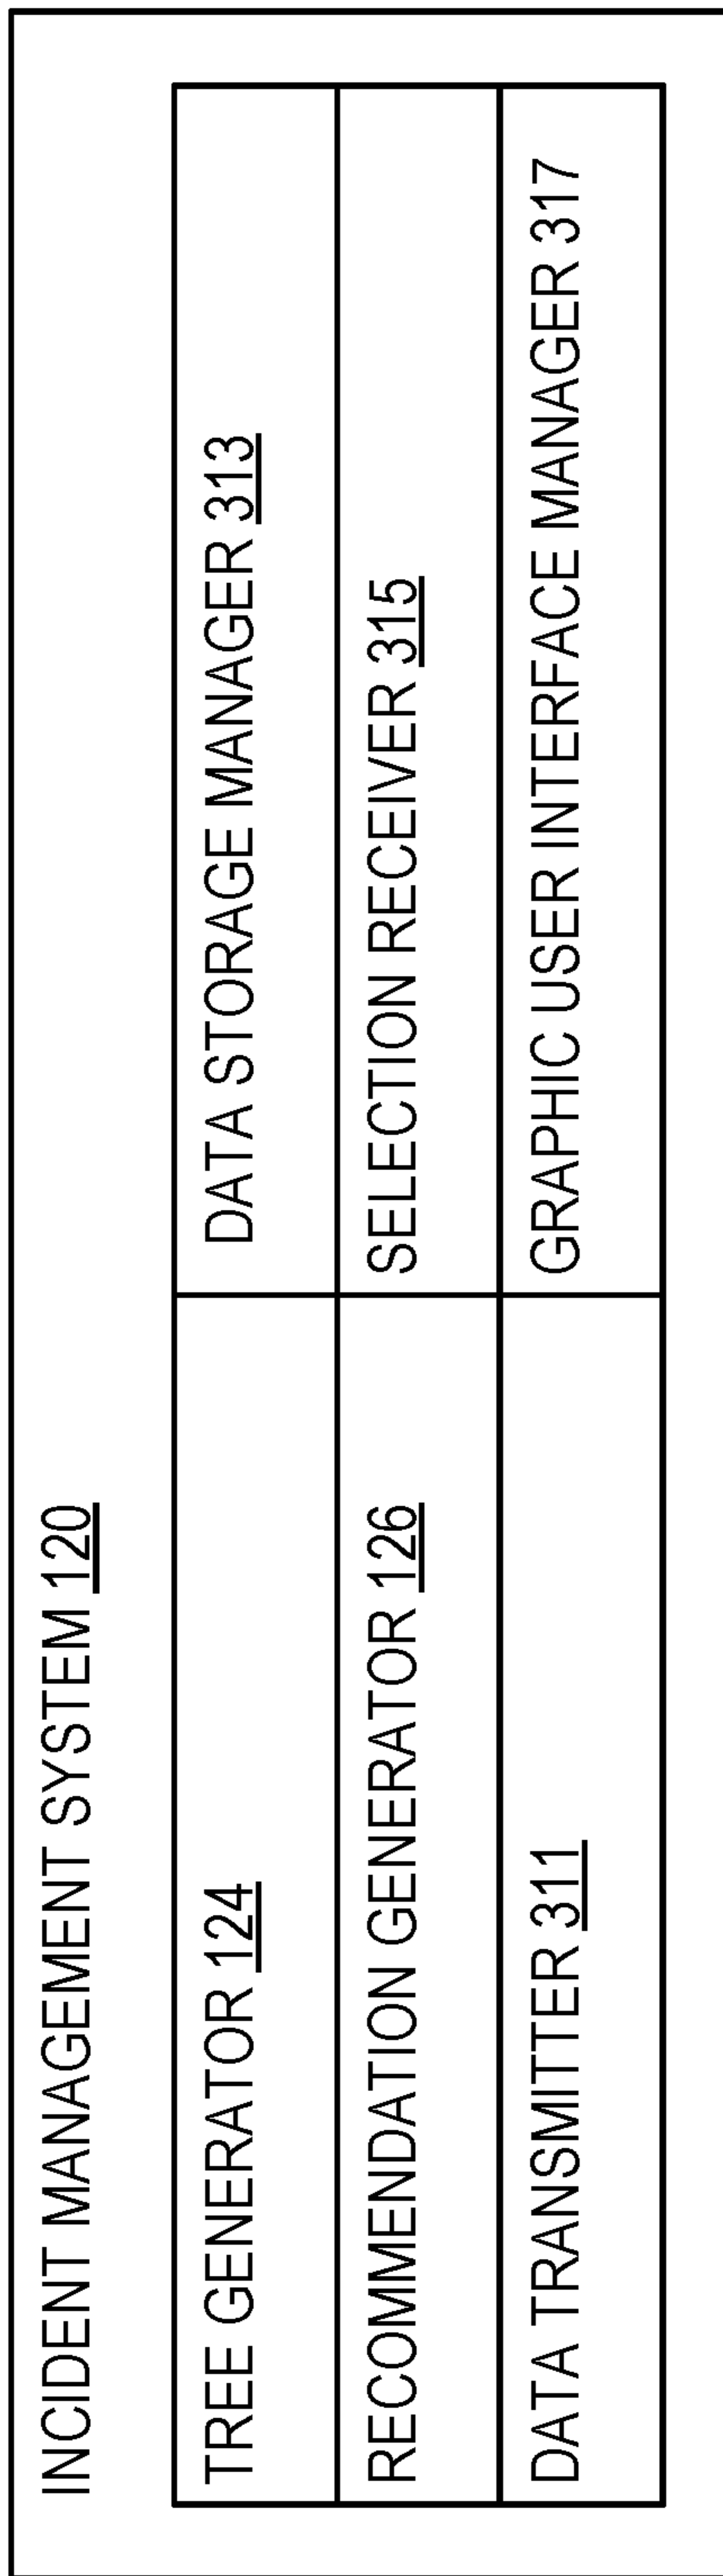 INCIDENT MANAGEMENT SYSTEM 120
TREE GENERATOR 124
DATA STORAGE MANAGER 313
RECOMMENDATION GENERATOR 126
SELECTION RECEIVER 315
DATA TRANSMITTER 311
GRAPHIC USER INTERFACE MANAGER 317